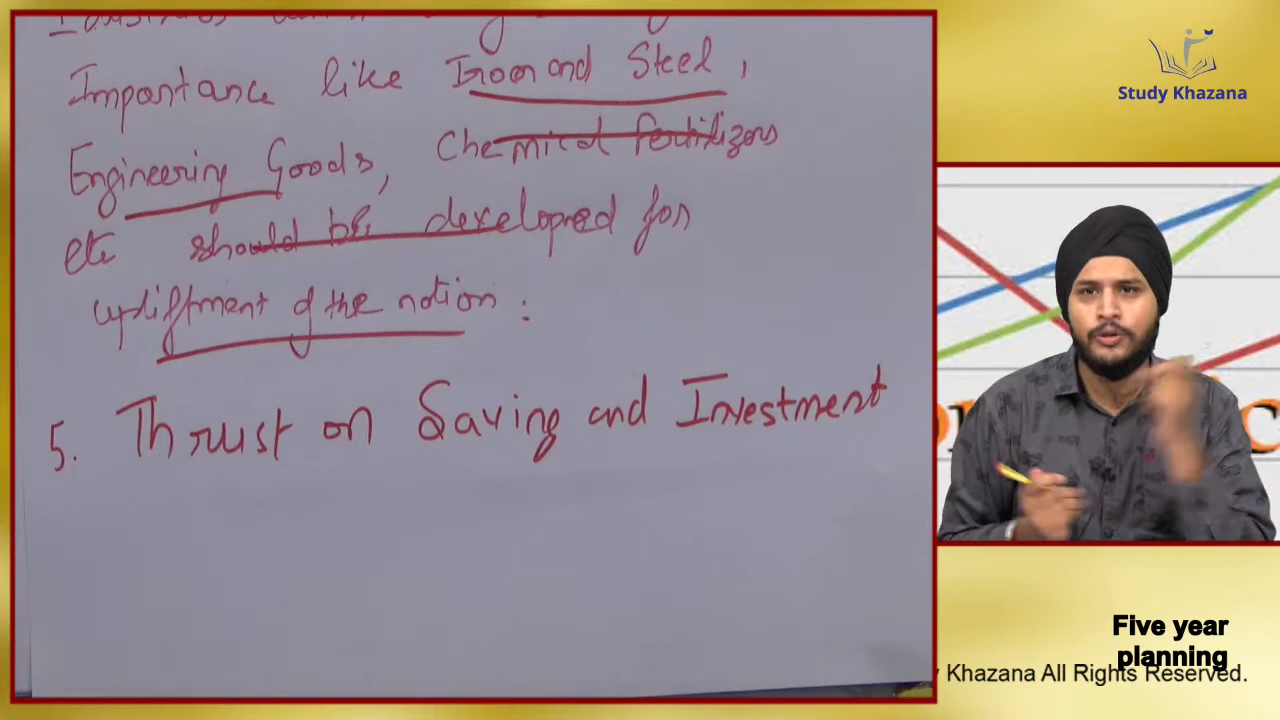 Importance like Iron and Steel,
Engineering Goods, Chemical fertilizers
etc should be developed for
upliftment of the nation :
5. Thrust on Saving and Investment
Study Khazana
Five year
planning
Khazana All Rights Reserved.